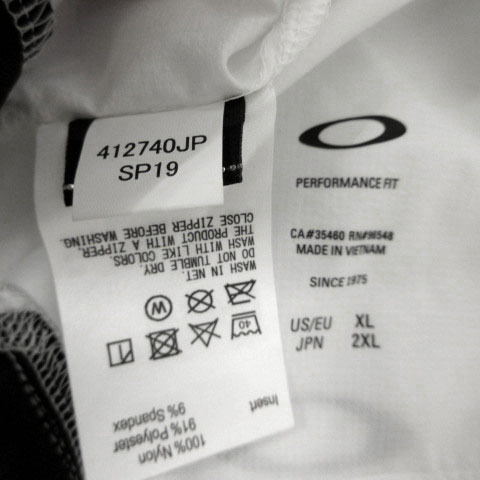 412740JP
SP19
CLOSE ZIPPER BEFORE WASHING
THE PRODUCT WITH A ZIPPER.
WASH WITH LIKE COLORS.
DO NOT TUMBLE DRY.
WASH IN NET.
W
40
Insert
9% Spandex
91% Polyester
100% Nylon
PERFORMANCE FIT
CA#35460 RN#96548
MADE IN VIETNAM
SINCE 1975
US/EU XL
JPN 2XL